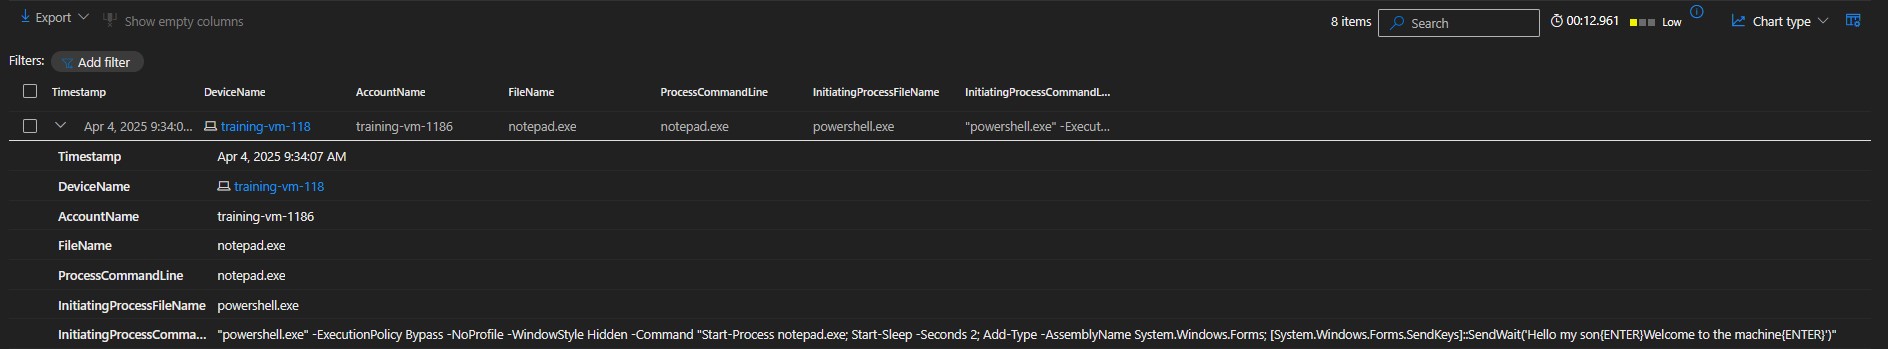 Export Show empty columns 8 items Search 00:12.961 Low Chart type
Filters: Add filter
Timestamp DeviceName AccountName FileName ProcessCommandLine InitiatingProcessFileName InitiatingProcessCommandL...
Apr 4, 2025 9:34:0... training-vm-118 training-vm-1186 notepad.exe notepad.exe powershell.exe "powershell.exe" -Execut...
Timestamp Apr 4, 2025 9:34:07 AM
DeviceName training-vm-118
AccountName training-vm-1186
FileName notepad.exe
ProcessCommandLine notepad.exe
InitiatingProcessFileName powershell.exe
InitiatingProcessComma... "powershell.exe" -ExecutionPolicy Bypass -NoProfile -WindowStyle Hidden -Command "Start-Process notepad.exe; Start-Sleep -Seconds 2; Add-Type -AssemblyName System.Windows.Forms; [System.Windows.Forms.SendKeys]::SendWait('Hello my son{ENTER}Welcome to the machine{ENTER}')"